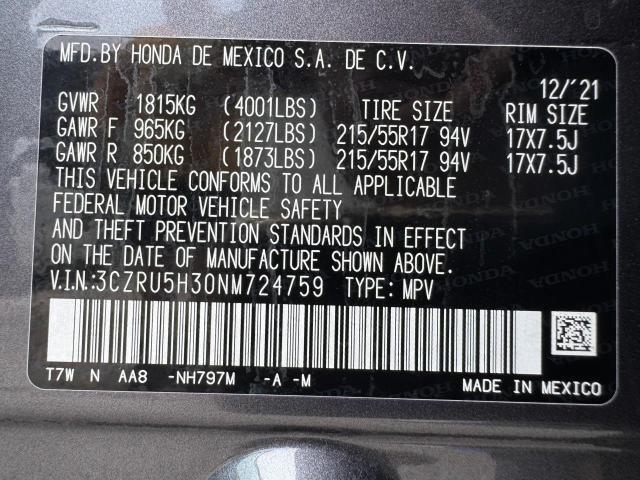 MFD.BY HONDA DE MEXICO S.A. DE C.V.
12/'21
GVWR 1815KG (4001LBS) TIRE SIZE RIM SIZE
GAWR F 965KG (2127LBS) 215/55R17 94V 17X7.5J
GAWR R 850KG (1873LBS) 215/55R17 94V 17X7.5J
THIS VEHICLE CONFORMS TO ALL APPLICABLE
FEDERAL MOTOR VEHICLE SAFETY
AND THEFT PREVENTION STANDARDS IN EFFECT
ON THE DATE OF MANUFACTURE SHOWN ABOVE.
V.I.N.:3CZRU5H30NM724759 TYPE: MPV
T7W N AA8 -NH797M -A -M MADE IN MEXICO